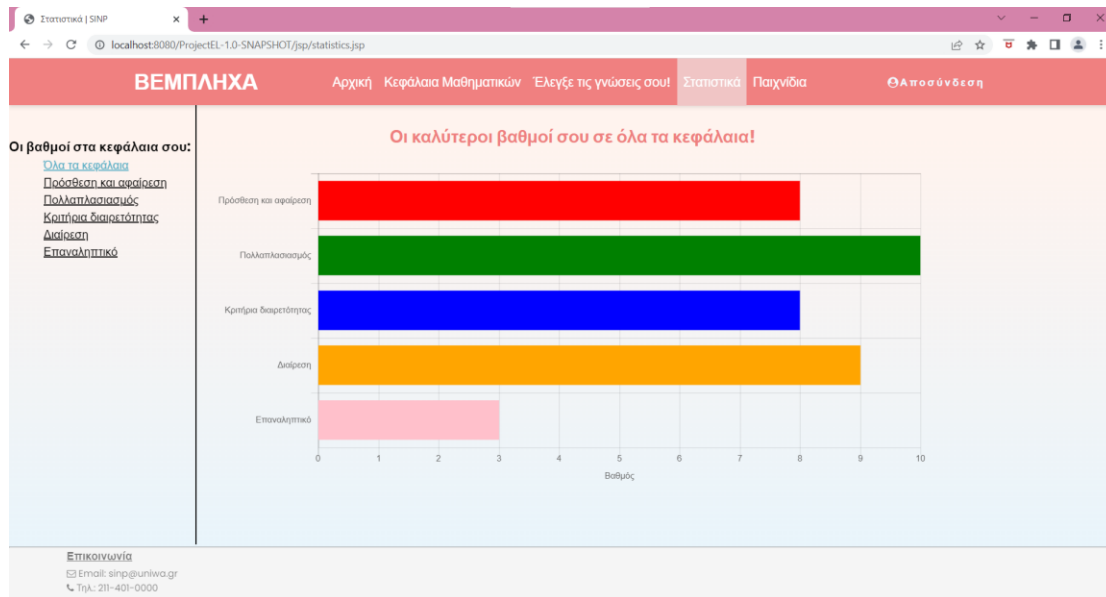 Στατιστικά | SINP
localhost:8080/ProjectEL-1.0-SNAPSHOT/jsp/statistics.jsp
ΒΕΜΠΛΗΧΑ
Αρχική Κεφάλαια Μαθηματικών Έλεγξε τις γνώσεις σου! Στατιστικά Παιχνίδια
Αποσύνδεση
Οι βαθμοί στα κεφάλαια σου:
Όλα τα κεφάλαια
Πρόσθεση και αφαίρεση
Πολλαπλασιασμός
Κριτήρια διαιρετότητας
Διαίρεση
Επαναληπτικό
Οι καλύτεροι βαθμοί σου σε όλα τα κεφάλαια!
Πρόσθεση και αφαίρεση
Πολλαπλασιασμός
Κριτήρια διαιρετότητας
Διαίρεση
Επαναληπτικό
0 1 2 3 4 5 6 7 8 9 10
Βαθμός
Επικοινωνία
Email: sinp@uniwa.gr
Τηλ.: 211-401-0000